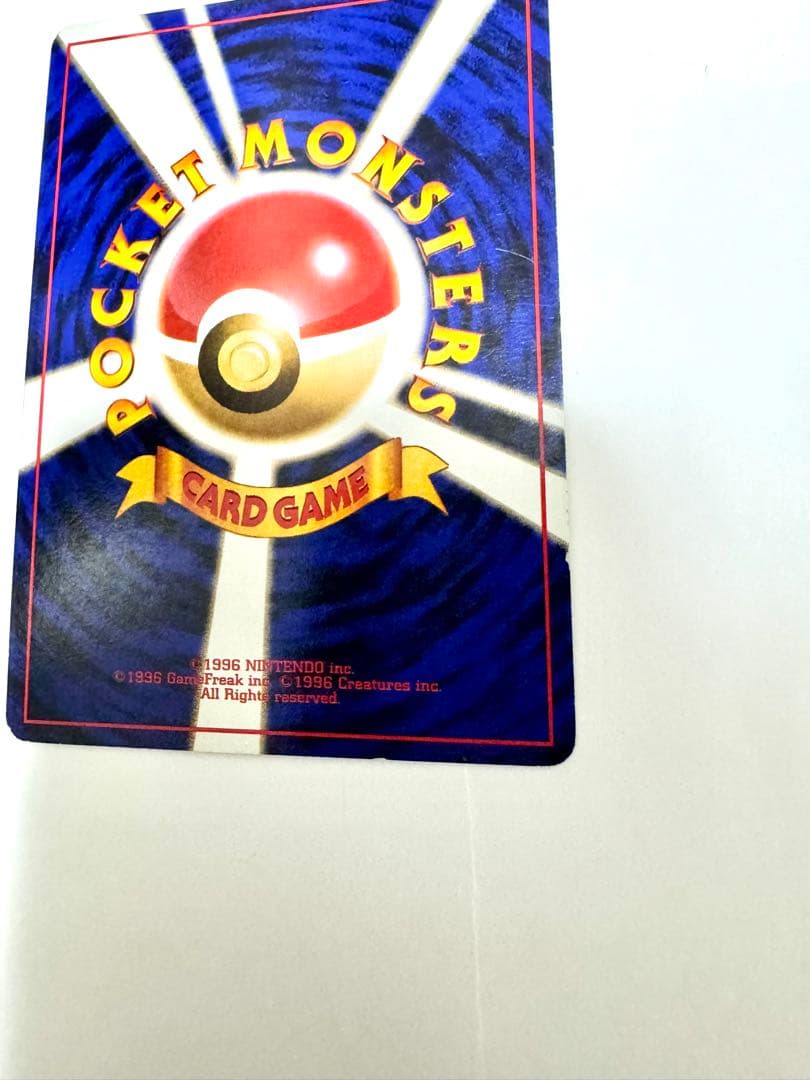 POCKET MONSTERS
CARD GAME
©1996 NINTENDO inc.
©1996 GameFreak inc. ©1996 Creatures inc.
All Rights reserved.